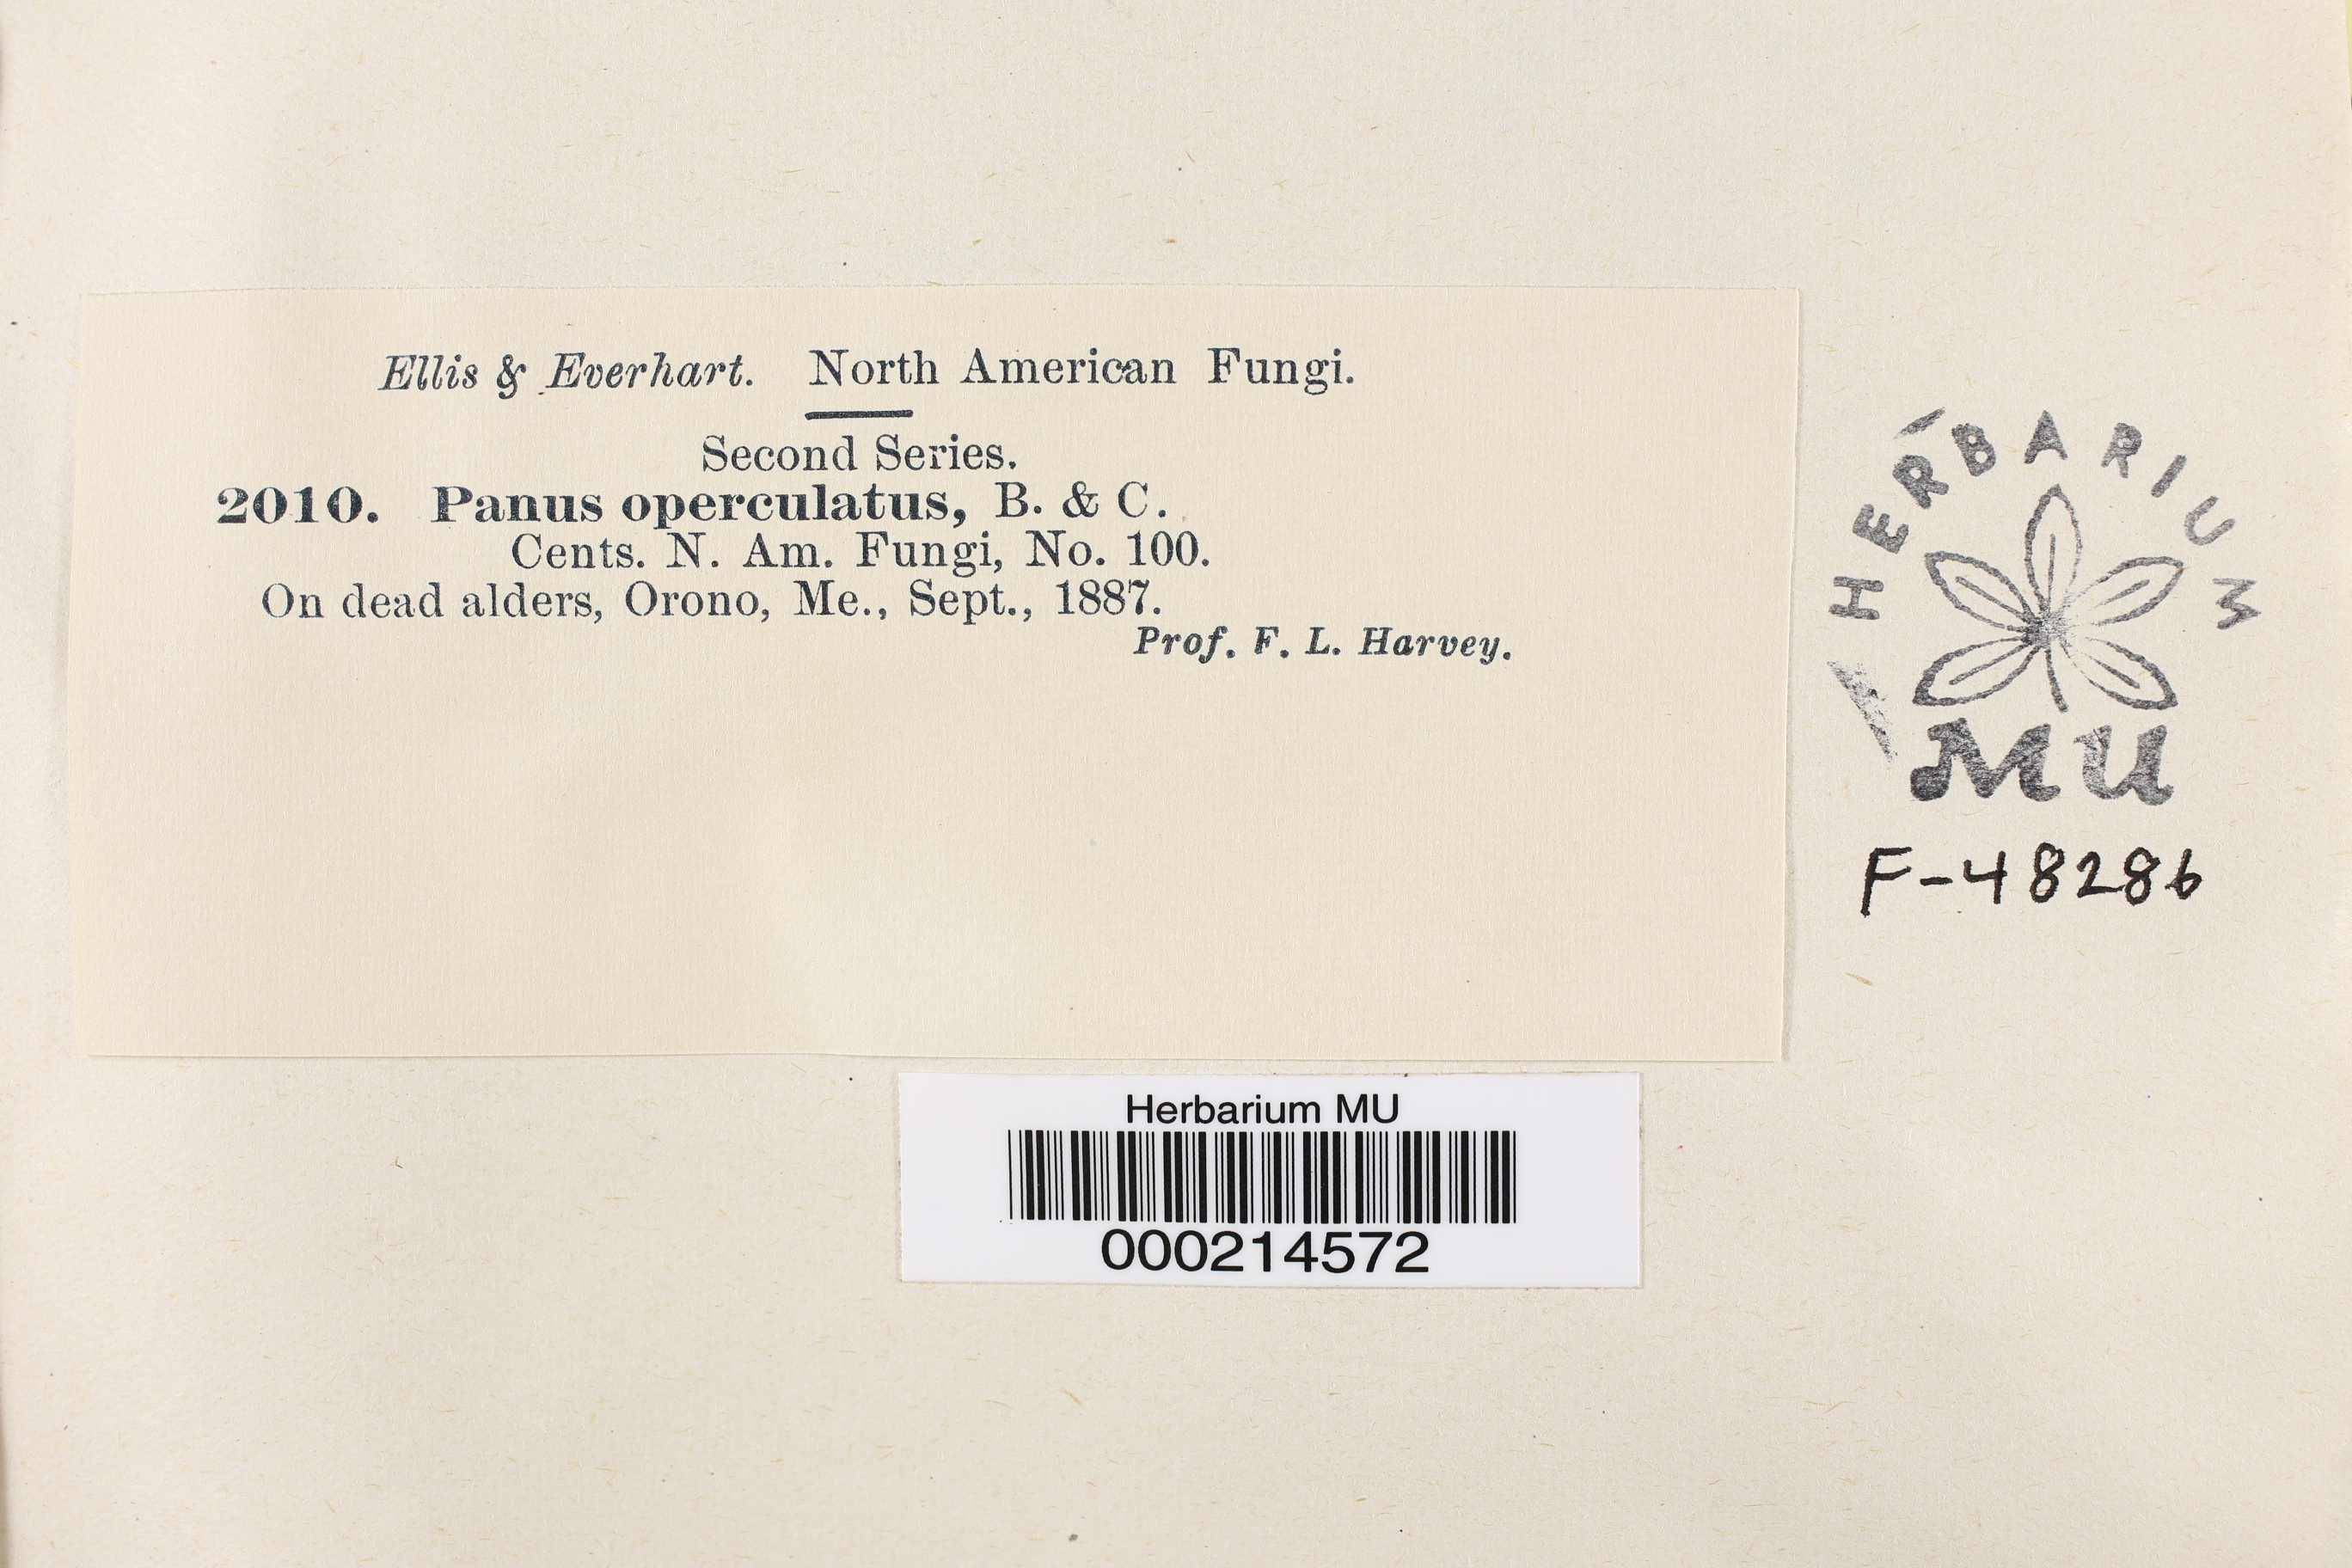 Ellis & Everhart. North American Fungi.
Second Series.
2010. Panus operculatus, B. & C.
Cents. N. Am. Fungi, No. 100.
On dead alders, Orono, Me., Sept., 1887.
Prof. F. L. Harvey.
HERBARIUM
MU
F-48286
Herbarium MU
000214572